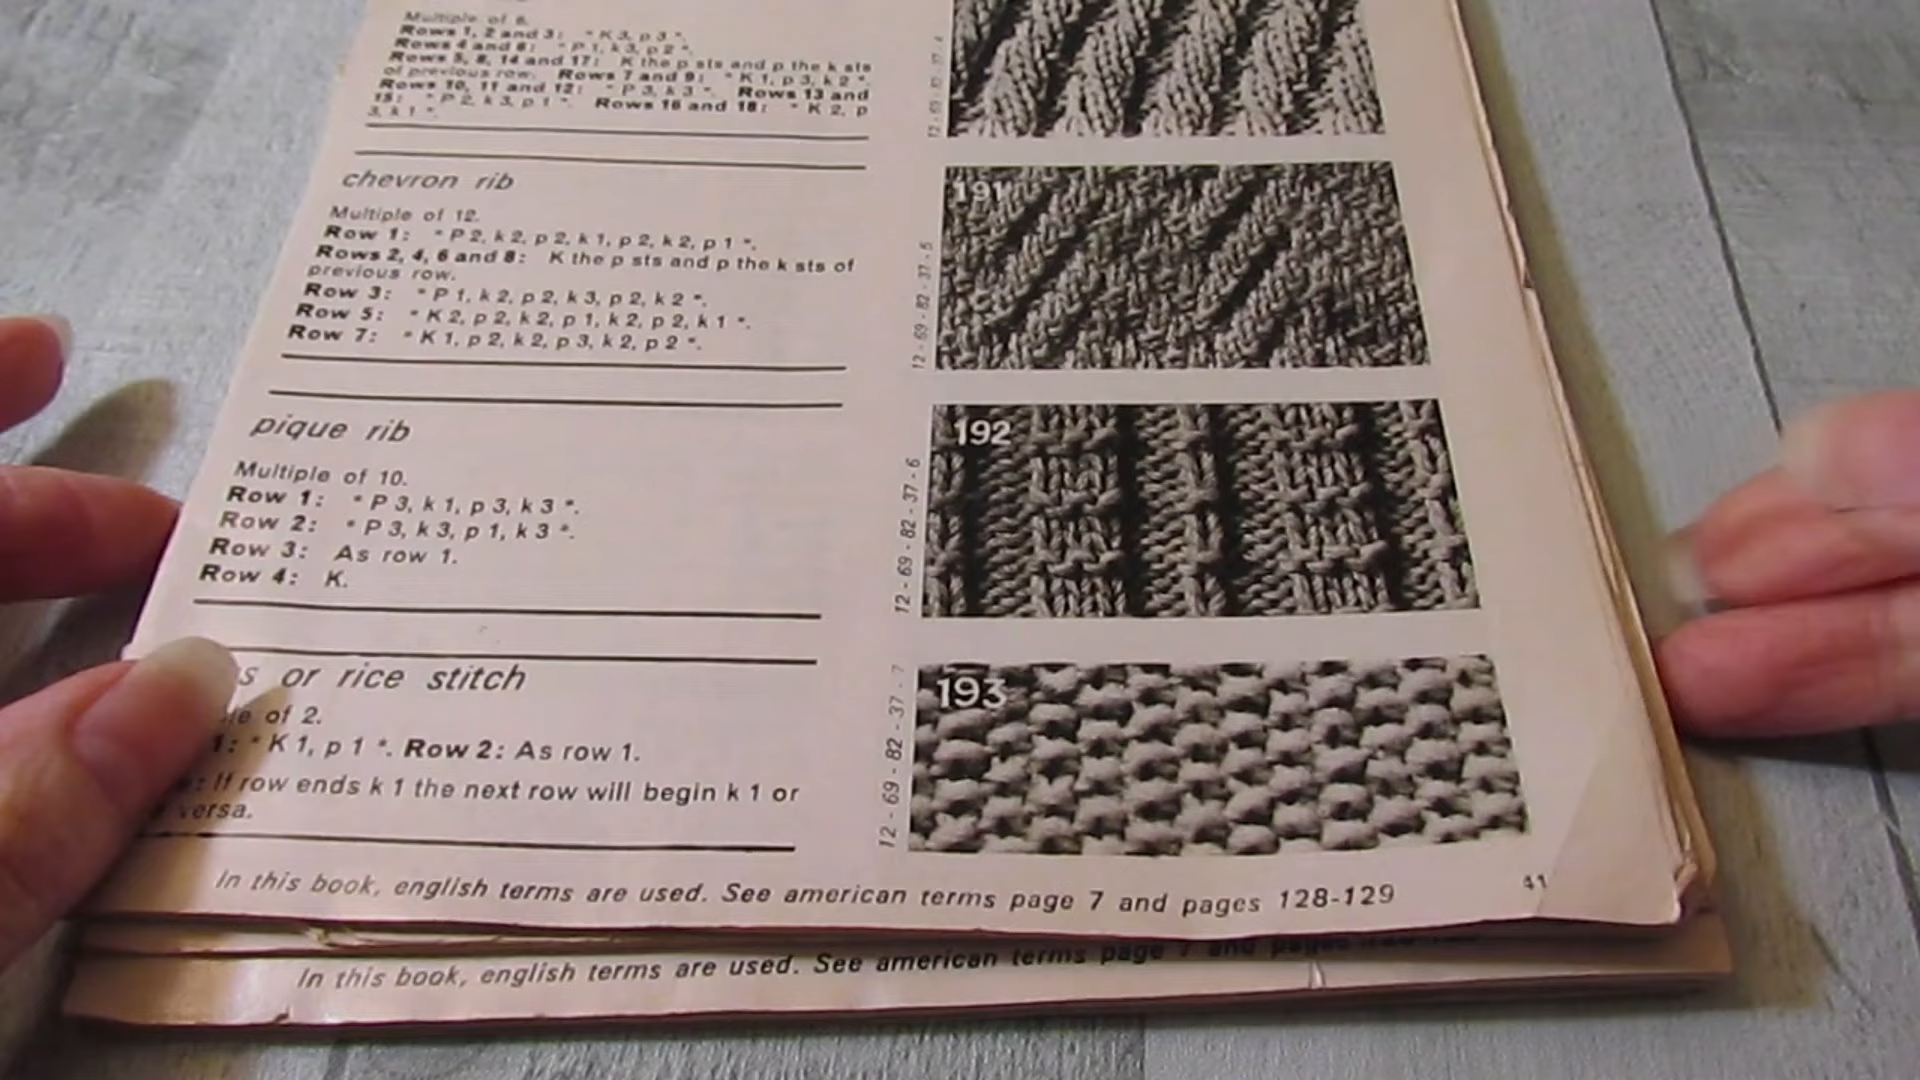 Multiple of 6.
Rows 1, 2 and 3: * K 3, p 3 *.
Rows 4 and 6: * P 1, k 3, p 2 *.
Rows 5, 8, 14 and 17: K the p sts and p the k sts
of previous row. Rows 7 and 9: * K 1, p 3, k 2 *.
Rows 10, 11 and 12: * P 3, k 3 *. Rows 13 and
15: * P 2, k 3, p 1 *. Rows 16 and 18: * K 2, p
3, k 1 *.
chevron rib
Multiple of 12.
Row 1: * P 2, k 2, p 2, k 1, p 2, k 2, p 1 *.
Rows 2, 4, 6 and 8: K the p sts and p the k sts of
previous row.
Row 3: * P 1, k 2, p 2, k 3, p 2, k 2 *.
Row 5: * K 2, p 2, k 2, p 1, k 2, p 2, k 1 *.
Row 7: * K 1, p 2, k 2, p 3, k 2, p 2 *.
191
12 - 69 - 82 - 37 - 5
pique rib
Multiple of 10.
Row 1: * P 3, k 1, p 3, k 3 *.
Row 2: * P 3, k 3, p 1, k 3 *.
Row 3: As row 1.
Row 4: K.
192
12 - 69 - 82 - 37 - 6
or rice stitch
of 2.
1: * K 1, p 1 *. Row 2: As row 1.
If row ends k 1 the next row will begin k 1 or
versa.
193
12 - 69 - 82 - 37 - 7
In this book, english terms are used. See american terms page 7 and pages 128-129
41
In this book, english terms are used. See american terms page 7 and pages